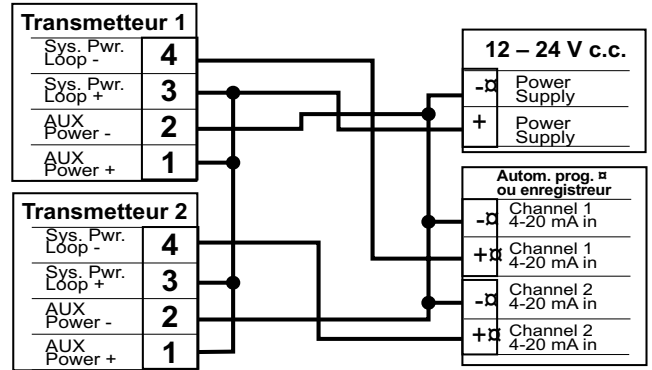 Transmetteur 1
Sys. Pwr.
Loop -
4
Sys. Pwr.
Loop +
3
AUX
Power -
2
AUX
Power +
1
Transmetteur 2
Sys. Pwr.
Loop -
4
Sys. Pwr.
Loop +
3
AUX
Power -
2
AUX
Power +
1
12 – 24 V c.c.
-¤ Power
Supply
+ Power
Supply
Autom. prog. ¤
ou enregistreur
-¤ Channel 1
4-20 mA in
+¤ Channel 1
4-20 mA in
-¤ Channel 2
4-20 mA in
+¤ Channel 2
4-20 mA in